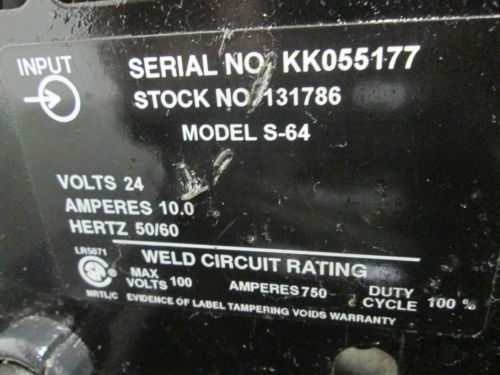 INPUT
SERIAL NO. KK055177
STOCK NO. 131786
MODEL S-64
VOLTS 24
AMPERES 10.0
HERTZ 50/60
WELD CIRCUIT RATING
LR5071
NRTL/C
MAX VOLTS 100
AMPERES 750
DUTY CYCLE 100 %
EVIDENCE OF LABEL TAMPERING VOIDS WARRANTY